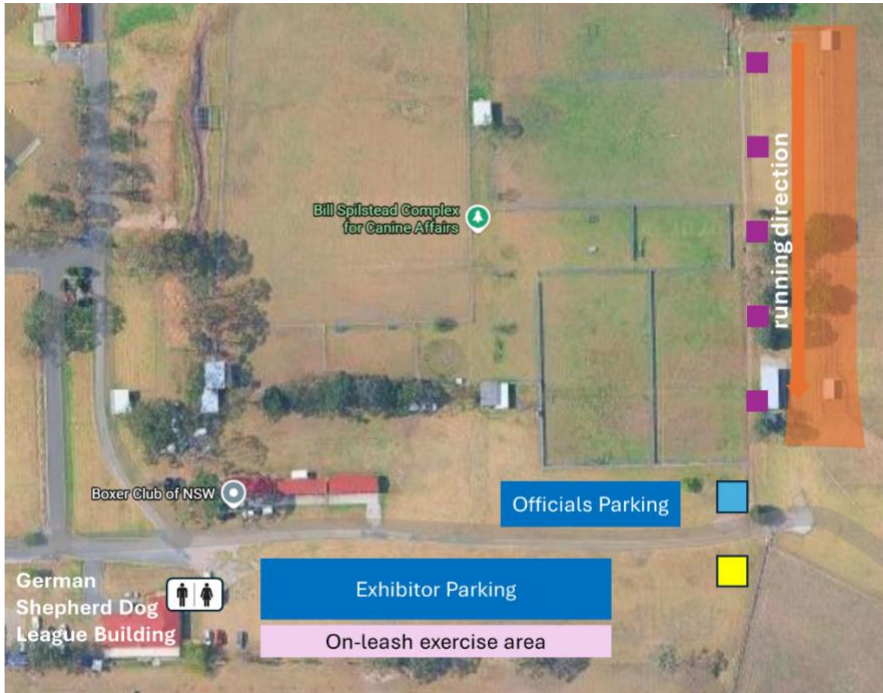 Bill Spilstead Complex
for Canine Affairs
running direction
Boxer Club of NSW
Officials Parking
German
Shepherd Dog
League Building
Exhibitor Parking
On-leash exercise area